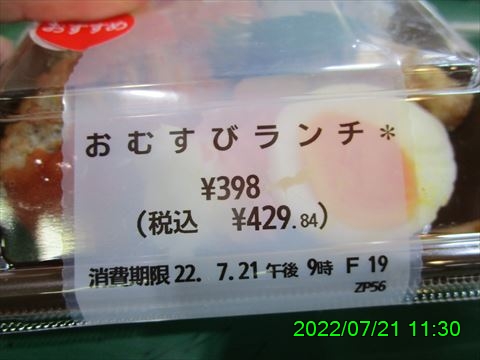 おすすめ
おむすびランチ*
¥398
(税込 ¥429.84)
消費期限22. 7.21 午後 9時 F 19
ZP56
2022/07/21 11:30